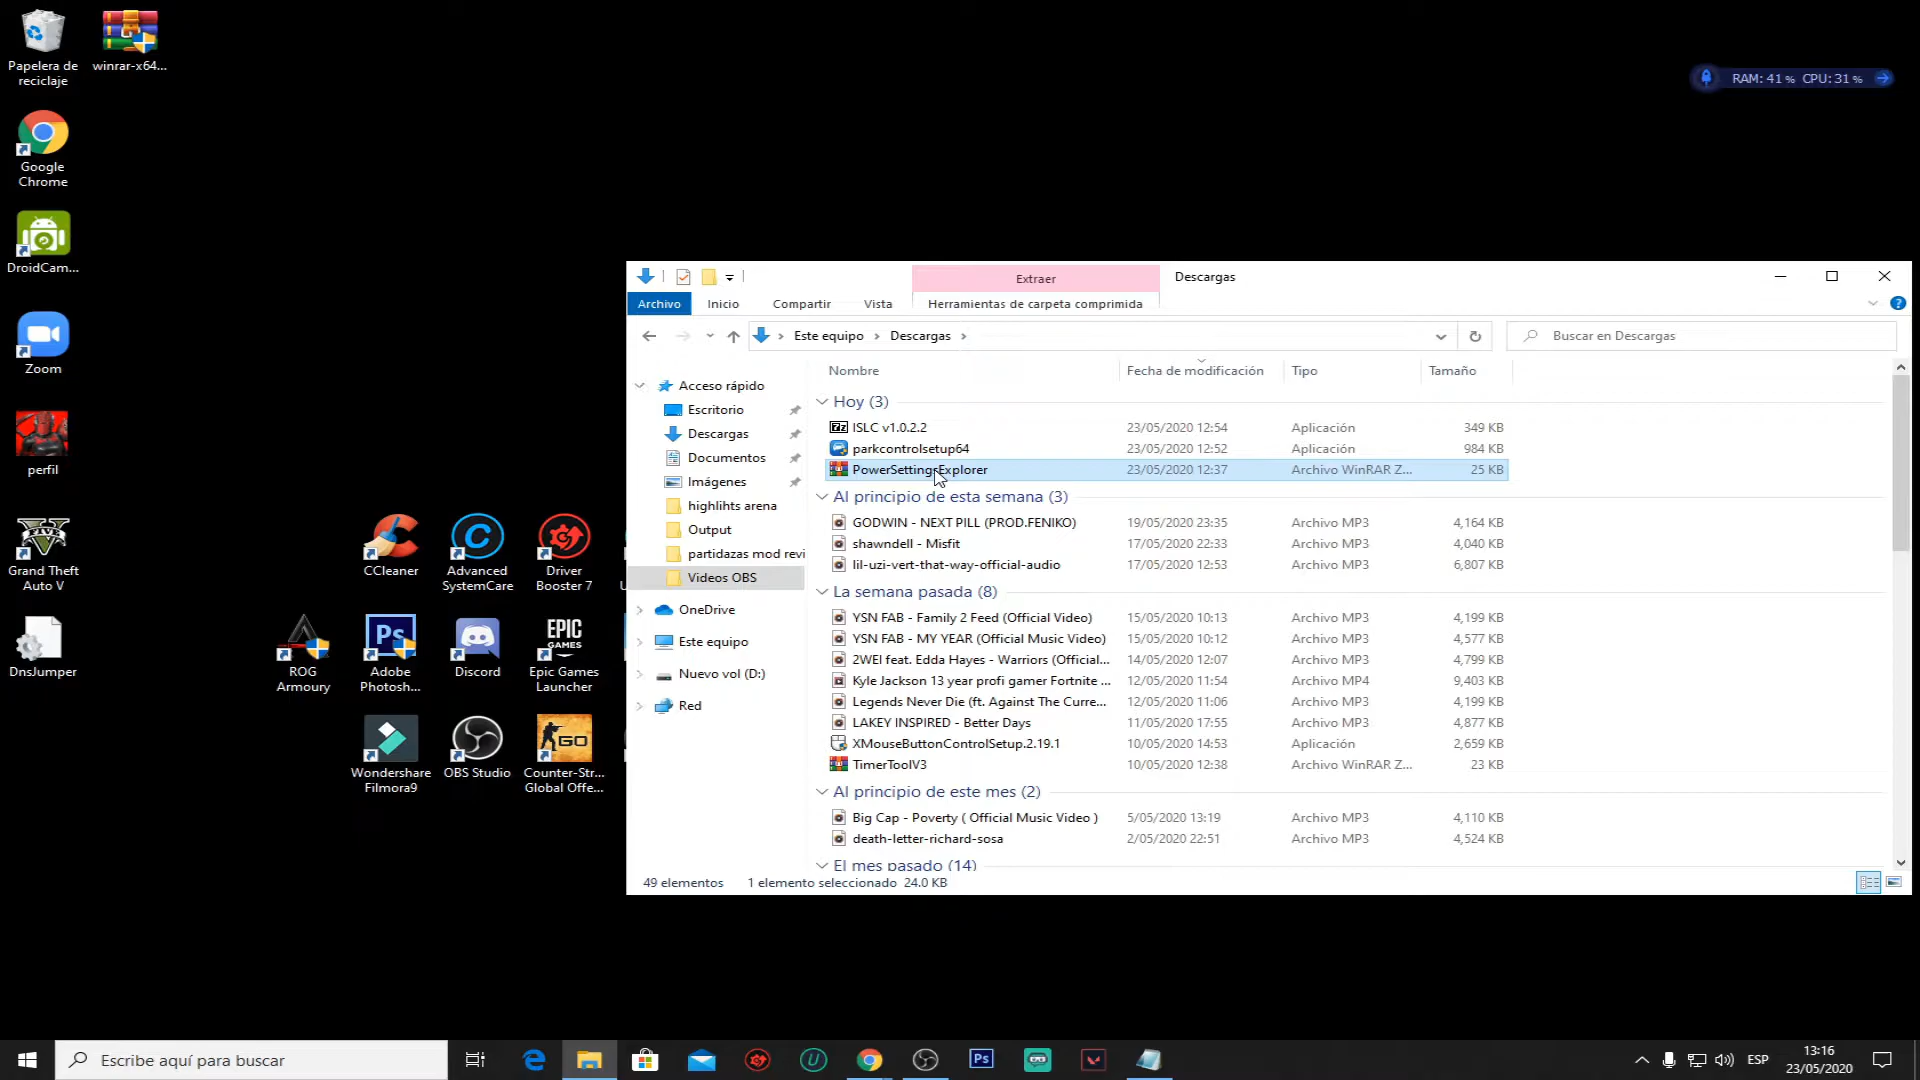 Papelera de
reciclaje
winrar-x64...
Google
Chrome
DroidCam...
Zoom
perfil
Grand Theft
Auto V
DnsJumper
CCleaner
Advanced
SystemCare
Driver
Booster 7
ROG
Armoury
Adobe
Photosh...
Discord
Epic Games
Launcher
Wondershare
Filmora9
OBS Studio
Counter-Str...
Global Offe...
RAM: 41 % CPU: 31 %
Extraer
Descargas
Archivo
Inicio
Compartir
Vista
Herramientas de carpeta comprimida
Este equipo > Descargas >
Buscar en Descargas
Acceso rápido
Escritorio
Descargas
Documentos
Imágenes
highlihts arena
Output
partidazas mod revi
Videos OBS
OneDrive
Este equipo
Nuevo vol (D:)
Red
Nombre Fecha de modificación Tipo Tamaño
Hoy (3)
ISLC v1.0.2.2 23/05/2020 12:54 Aplicación 349 KB
parkcontrolsetup64 23/05/2020 12:52 Aplicación 984 KB
PowerSettingsExplorer 23/05/2020 12:37 Archivo WinRAR Z... 25 KB
Al principio de esta semana (3)
GODWIN - NEXT PILL (PROD.FENIKO) 19/05/2020 23:35 Archivo MP3 4,164 KB
shawndell - Misfit 17/05/2020 22:33 Archivo MP3 4,040 KB
lil-uzi-vert-that-way-official-audio 17/05/2020 12:53 Archivo MP3 6,807 KB
La semana pasada (8)
YSN FAB - Family 2 Feed (Official Video) 15/05/2020 10:13 Archivo MP3 4,199 KB
YSN FAB - MY YEAR (Official Music Video) 15/05/2020 10:12 Archivo MP3 4,577 KB
2WEI feat. Edda Hayes - Warriors (Official... 14/05/2020 12:07 Archivo MP3 4,799 KB
Kyle Jackson 13 year profi gamer Fortnite ... 12/05/2020 11:54 Archivo MP4 9,403 KB
Legends Never Die (ft. Against The Curre... 12/05/2020 11:06 Archivo MP3 4,199 KB
LAKEY INSPIRED - Better Days 11/05/2020 17:55 Archivo MP3 4,877 KB
XMouseButtonControlSetup.2.19.1 10/05/2020 14:53 Aplicación 2,659 KB
TimerToolV3 10/05/2020 12:38 Archivo WinRAR Z... 23 KB
Al principio de este mes (2)
Big Cap - Poverty ( Official Music Video ) 5/05/2020 13:19 Archivo MP3 4,110 KB
death-letter-richard-sosa 2/05/2020 22:51 Archivo MP3 4,524 KB
El mes pasado (14)
49 elementos 1 elemento seleccionado 24.0 KB
Escribe aquí para buscar
ESP
13:16
23/05/2020